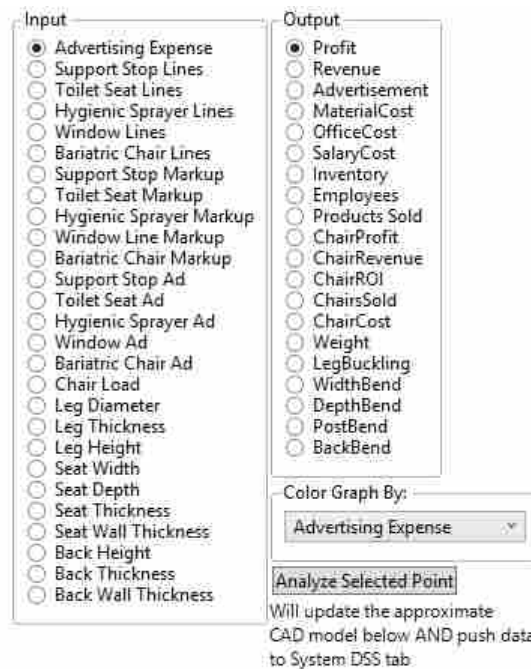 Input
Advertising Expense
Support Stop Lines
Toilet Seat Lines
Hygienic Sprayer Lines
Window Lines
Bariatric Chair Lines
Support Stop Markup
Toilet Seat Markup
Hygienic Sprayer Markup
Window Line Markup
Bariatric Chair Markup
Support Stop Ad
Toilet Seat Ad
Hygienic Sprayer Ad
Window Ad
Bariatric Chair Ad
Chair Load
Leg Diameter
Leg Thickness
Leg Height
Seat Width
Seat Depth
Seat Thickness
Seat Wall Thickness
Back Height
Back Thickness
Back Wall Thickness
Output
Profit
Revenue
Advertisement
MaterialCost
OfficeCost
SalaryCost
Inventory
Employees
Products Sold
ChairProfit
ChairRevenue
ChairROI
ChairsSold
ChairCost
Weight
LegBuckling
WidthBend
DepthBend
PostBend
BackBend
Color Graph By:
Advertising Expense
Analyze Selected Point
Will update the approximate
CAD model below AND push data
to System DSS tab